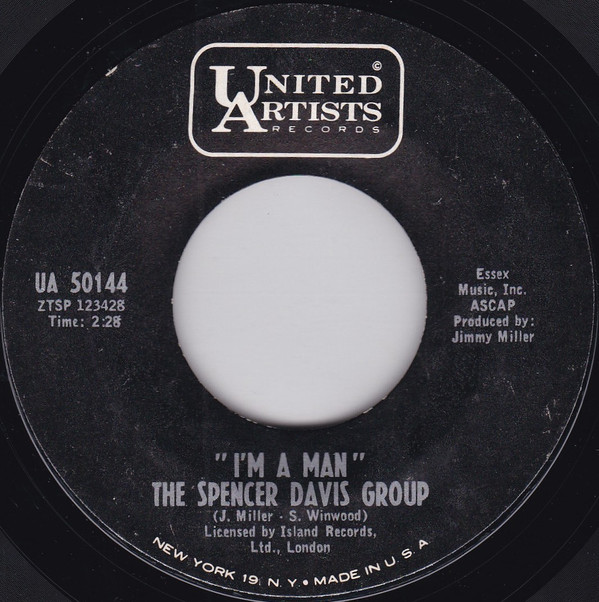 ©
UNITED
ARTISTS
RECORDS
UA 50144
ZTSP 123428
Time: 2:28
Essex
Music, Inc.
ASCAP
Produced by:
Jimmy Miller
"I'M A MAN"
THE SPENCER DAVIS GROUP
(J. Miller - S. Winwood)
Licensed by Island Records,
Ltd., London
NEW YORK 19, N.Y. • MADE IN U.S.A